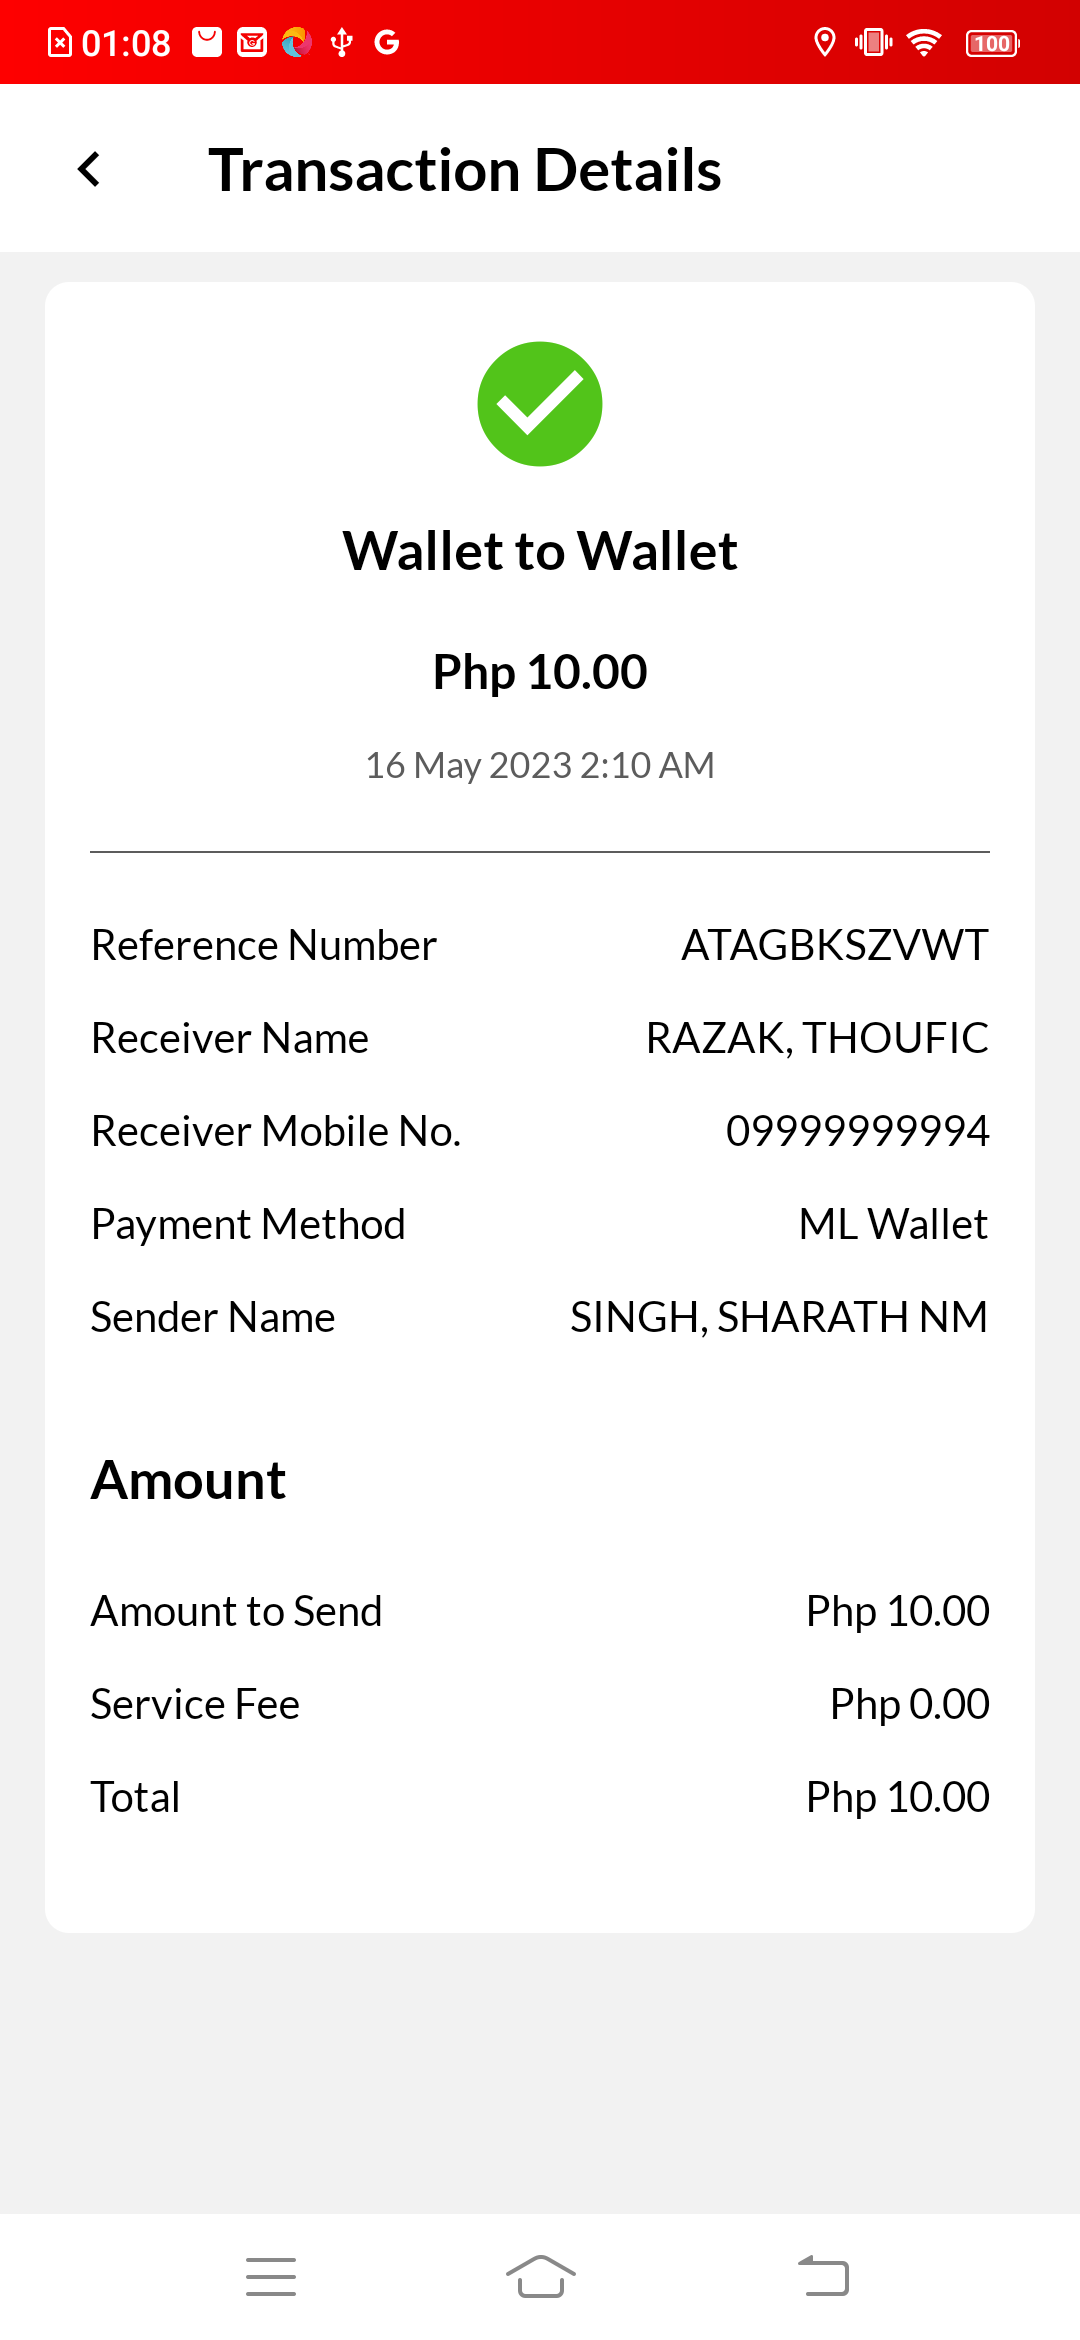 01:08
100
Transaction Details
Wallet to Wallet
Php 10.00
16 May 2023 2:10 AM
Reference Number ATAGBKSZVWT
Receiver Name RAZAK, THOUFIC
Receiver Mobile No. 09999999994
Payment Method ML Wallet
Sender Name SINGH, SHARATH NM
Amount
Amount to Send Php 10.00
Service Fee Php 0.00
Total Php 10.00